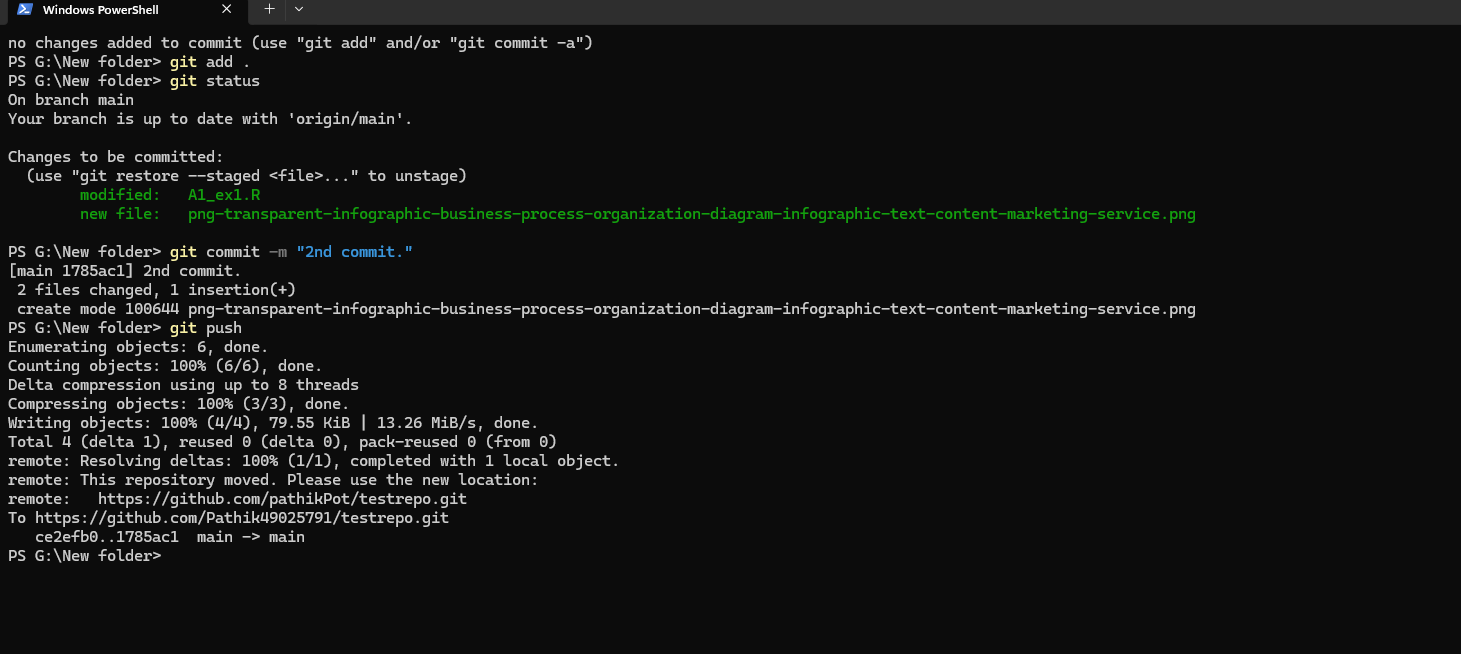 Windows PowerShell
no changes added to commit (use "git add" and/or "git commit -a")
PS G:\New folder> git add .
PS G:\New folder> git status
On branch main
Your branch is up to date with 'origin/main'.
Changes to be committed:
  (use "git restore --staged <file>..." to unstage)
        modified:   A1_ex1.R
        new file:   png-transparent-infographic-business-process-organization-diagram-infographic-text-content-marketing-service.png
PS G:\New folder> git commit -m "2nd commit."
[main 1785ac1] 2nd commit.
 2 files changed, 1 insertion(+)
 create mode 100644 png-transparent-infographic-business-process-organization-diagram-infographic-text-content-marketing-service.png
PS G:\New folder> git push
Enumerating objects: 6, done.
Counting objects: 100% (6/6), done.
Delta compression using up to 8 threads
Compressing objects: 100% (3/3), done.
Writing objects: 100% (4/4), 79.55 KiB | 13.26 MiB/s, done.
Total 4 (delta 1), reused 0 (delta 0), pack-reused 0 (from 0)
remote: Resolving deltas: 100% (1/1), completed with 1 local object.
remote: This repository moved. Please use the new location:
remote:   https://github.com/pathikPot/testrepo.git
To https://github.com/Pathik49025791/testrepo.git
   ce2efb0..1785ac1  main -> main
PS G:\New folder>